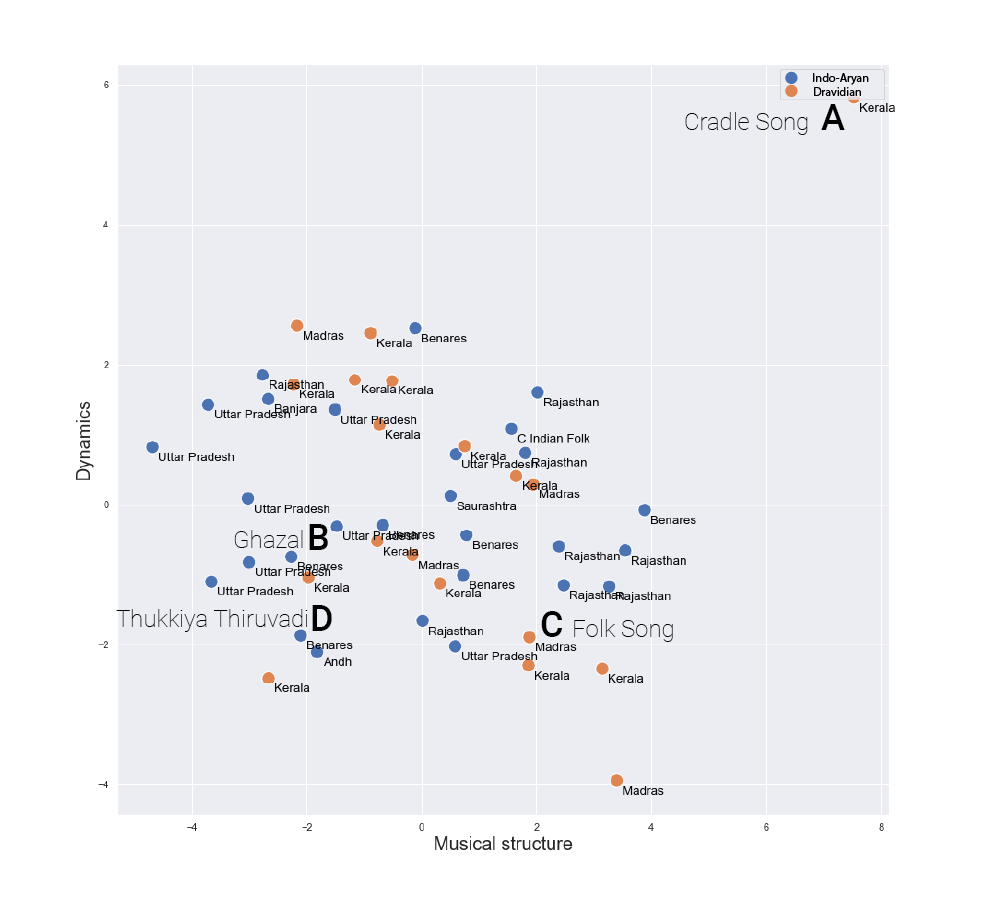 6
Indo-Aryan
Dravidian
Kerala
Cradle Song A
4
Madras
Kerala
Benares
2
Rajasthan
Kerala
Kerala
Kerala
Banjara
Uttar Pradesh
Uttar Pradesh
Rajasthan
Kerala
C Indian Folk
Uttar Pradesh
Kerala
Uttar Pradesh
Rajasthan
Kerala
Madras
Dynamics
0
Uttar Pradesh
Saurashtra
Benares
Ghazal B
Uttar Pradesh
Benares
Benares
Kerala
Madras
Rajasthan
Rajasthan
Uttar Pradesh
Benares
Uttar Pradesh
Kerala
Kerala
Benares
Rajasthan
Rajasthan
Thukkiya Thiruvadi D
C Folk Song
Rajasthan
−2
Benares
Andh
Uttar Pradesh
Madras
Kerala
Kerala
Kerala
−4
Madras
−4 −2 0 2 4 6 8
Musical structure